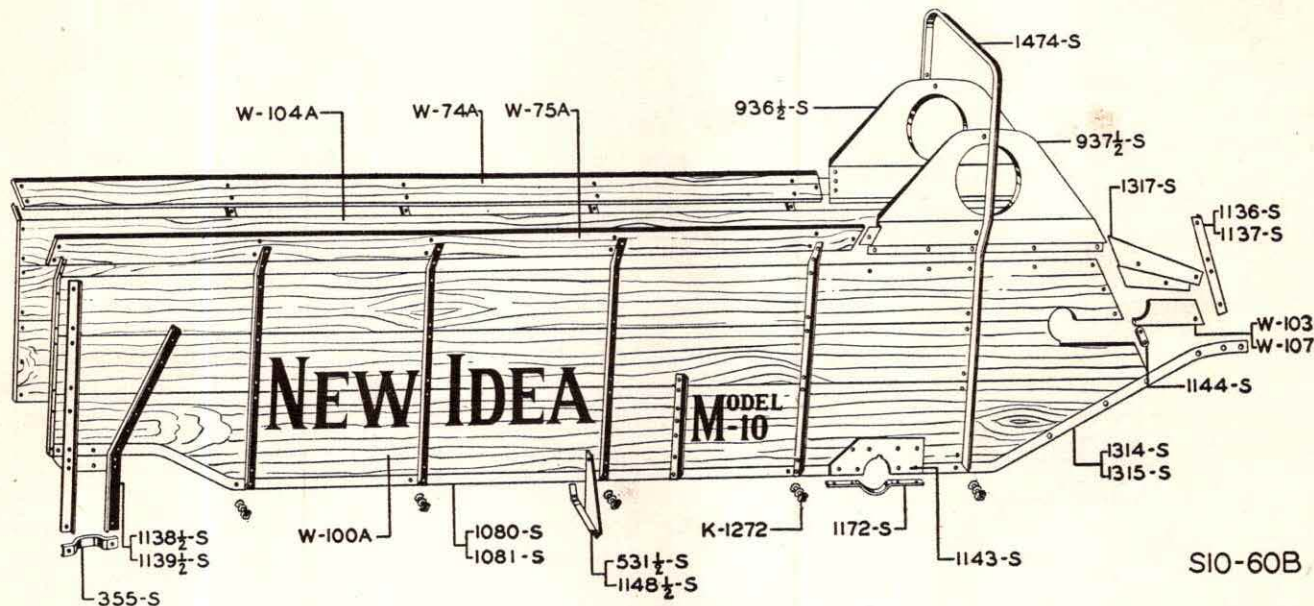 1474-S
W-104A
W-74A
W-75A
936½-S
937½-S
1317-S
1136-S
1137-S
W-103
W-107
1144-S
NEW IDEA
MODEL M-10
1314-S
1315-S
W-100A
1080-S
1081-S
K-1272
1172-S
1143-S
1138½-S
1139½-S
531½-S
1148½-S
355-S
S10-60B